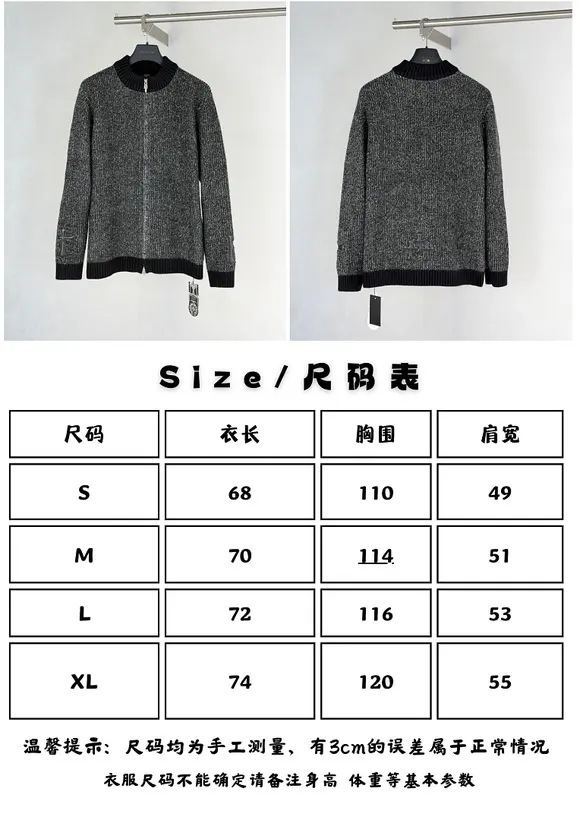 Size/尺码表
尺码 衣长 胸围 肩宽
S 68 110 49
M 70 114 51
L 72 116 53
XL 74 120 55
温馨提示：尺码均为手工测量，有3cm的误差属于正常情况
衣服尺码不能确定请备注身高 体重等基本参数